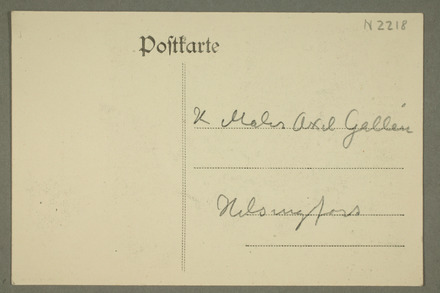 N 2218
Poſtkarte
K Maler Axel Gallén
Helsingfors